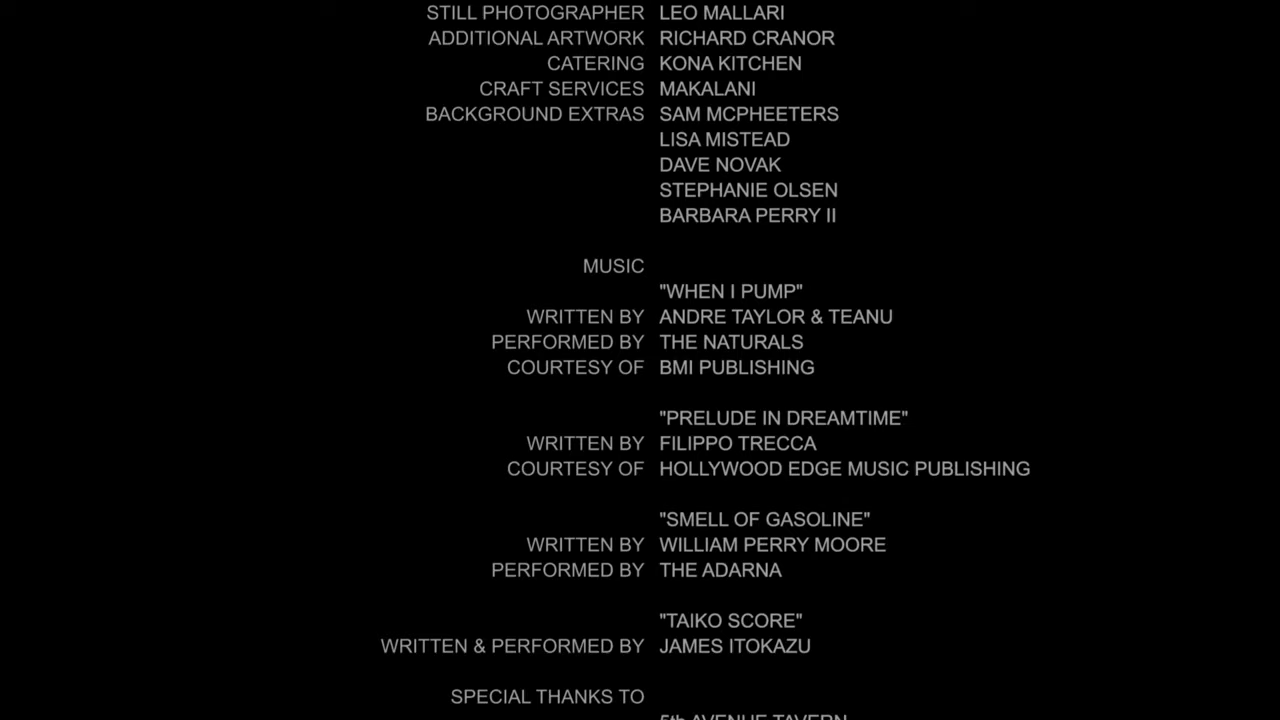 STILL PHOTOGRAPHER LEO MALLARI
ADDITIONAL ARTWORK RICHARD CRANOR
CATERING KONA KITCHEN
CRAFT SERVICES MAKALANI
BACKGROUND EXTRAS SAM MCPHEETERS
LISA MISTEAD
DAVE NOVAK
STEPHANIE OLSEN
BARBARA PERRY II
MUSIC
"WHEN I PUMP"
WRITTEN BY ANDRE TAYLOR & TEANU
PERFORMED BY THE NATURALS
COURTESY OF BMI PUBLISHING
"PRELUDE IN DREAMTIME"
WRITTEN BY FILIPPO TRECCA
COURTESY OF HOLLYWOOD EDGE MUSIC PUBLISHING
"SMELL OF GASOLINE"
WRITTEN BY WILLIAM PERRY MOORE
PERFORMED BY THE ADARNA
"TAIKO SCORE"
WRITTEN & PERFORMED BY JAMES ITOKAZU
SPECIAL THANKS TO
5th AVENUE TAVERN